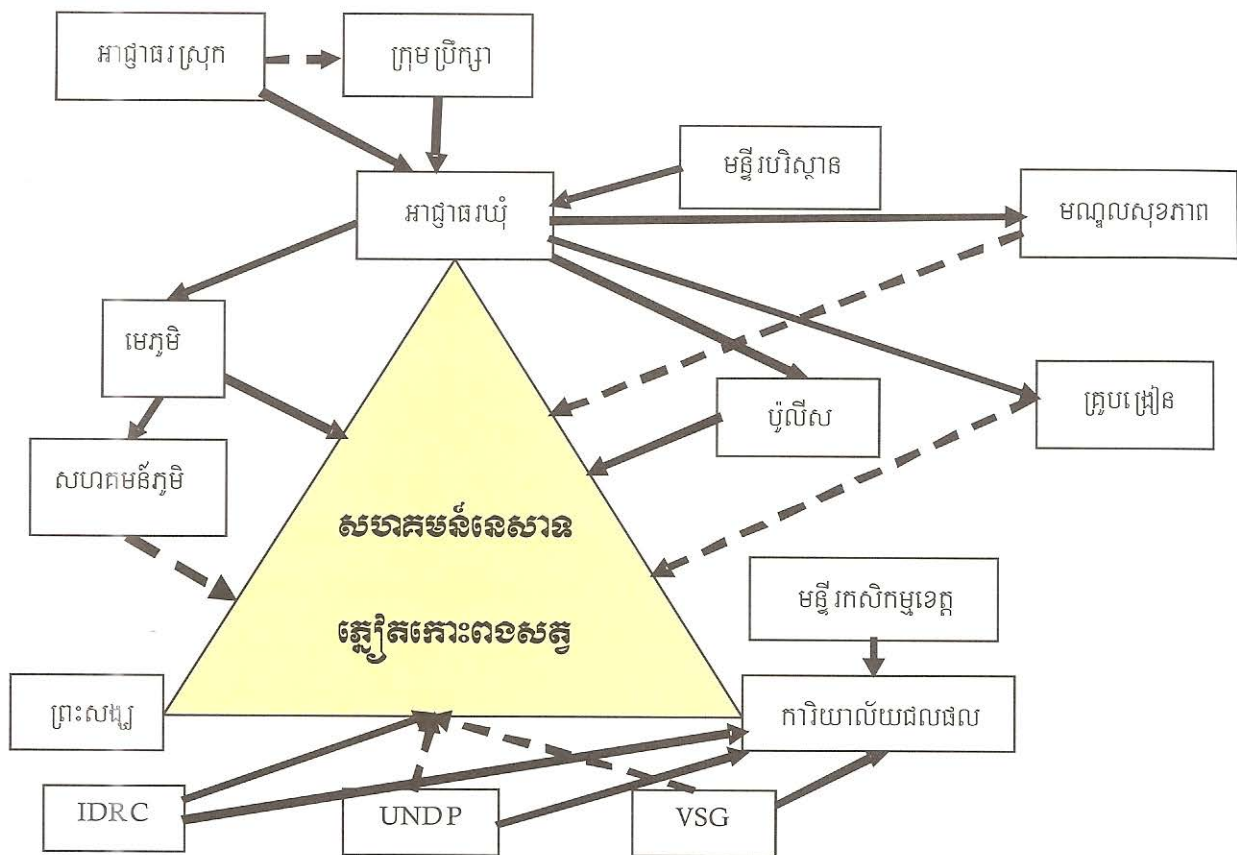 អាជ្ញាធរស្រុក
ក្រុមប្រឹក្សា
មន្ទីរបរិស្ថាន
អាជ្ញាធរឃុំ
មណ្ឌលសុខភាព
មេភូមិ
ប៉ូលីស
គ្រូបង្រៀន
សហគមន៍ភូមិ
សហគមន៍នេសាទ
ភ្នៀតកោះពងសត្វ
មន្ទីរកសិកម្មខេត្ត
ព្រះសង្ឃ
ការិយាល័យជលផល
IDRC
UNDP
VSG